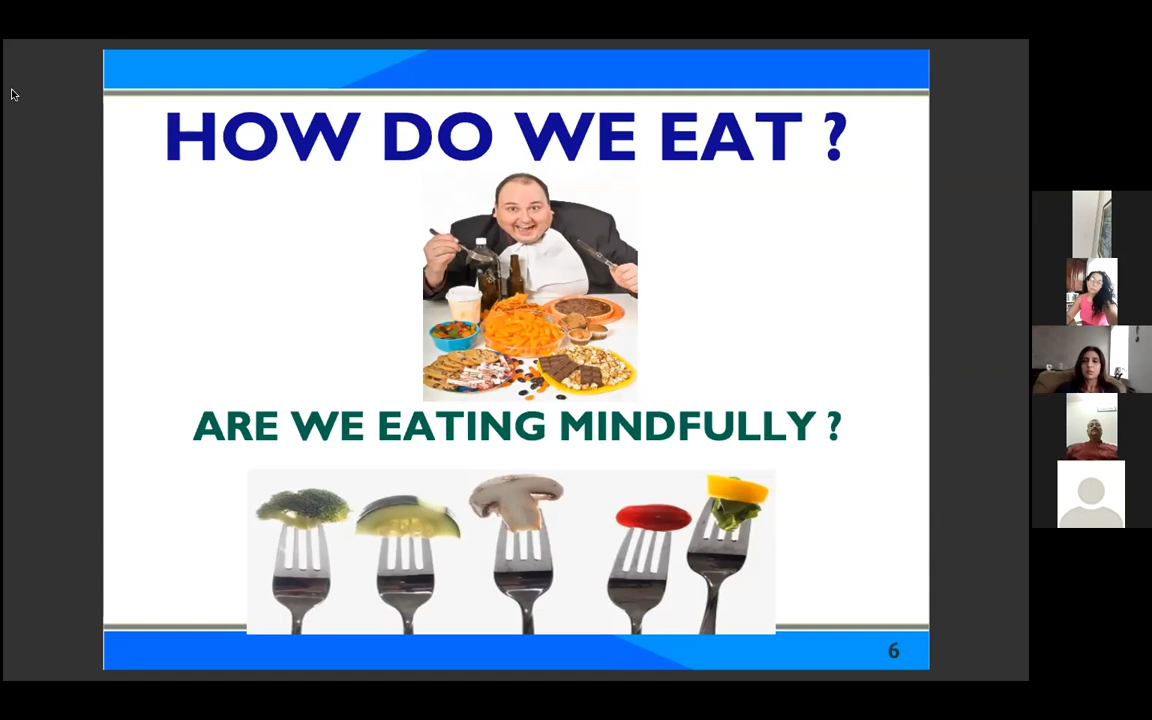 HOW DO WE EAT ?
ARE WE EATING MINDFULLY ?
6